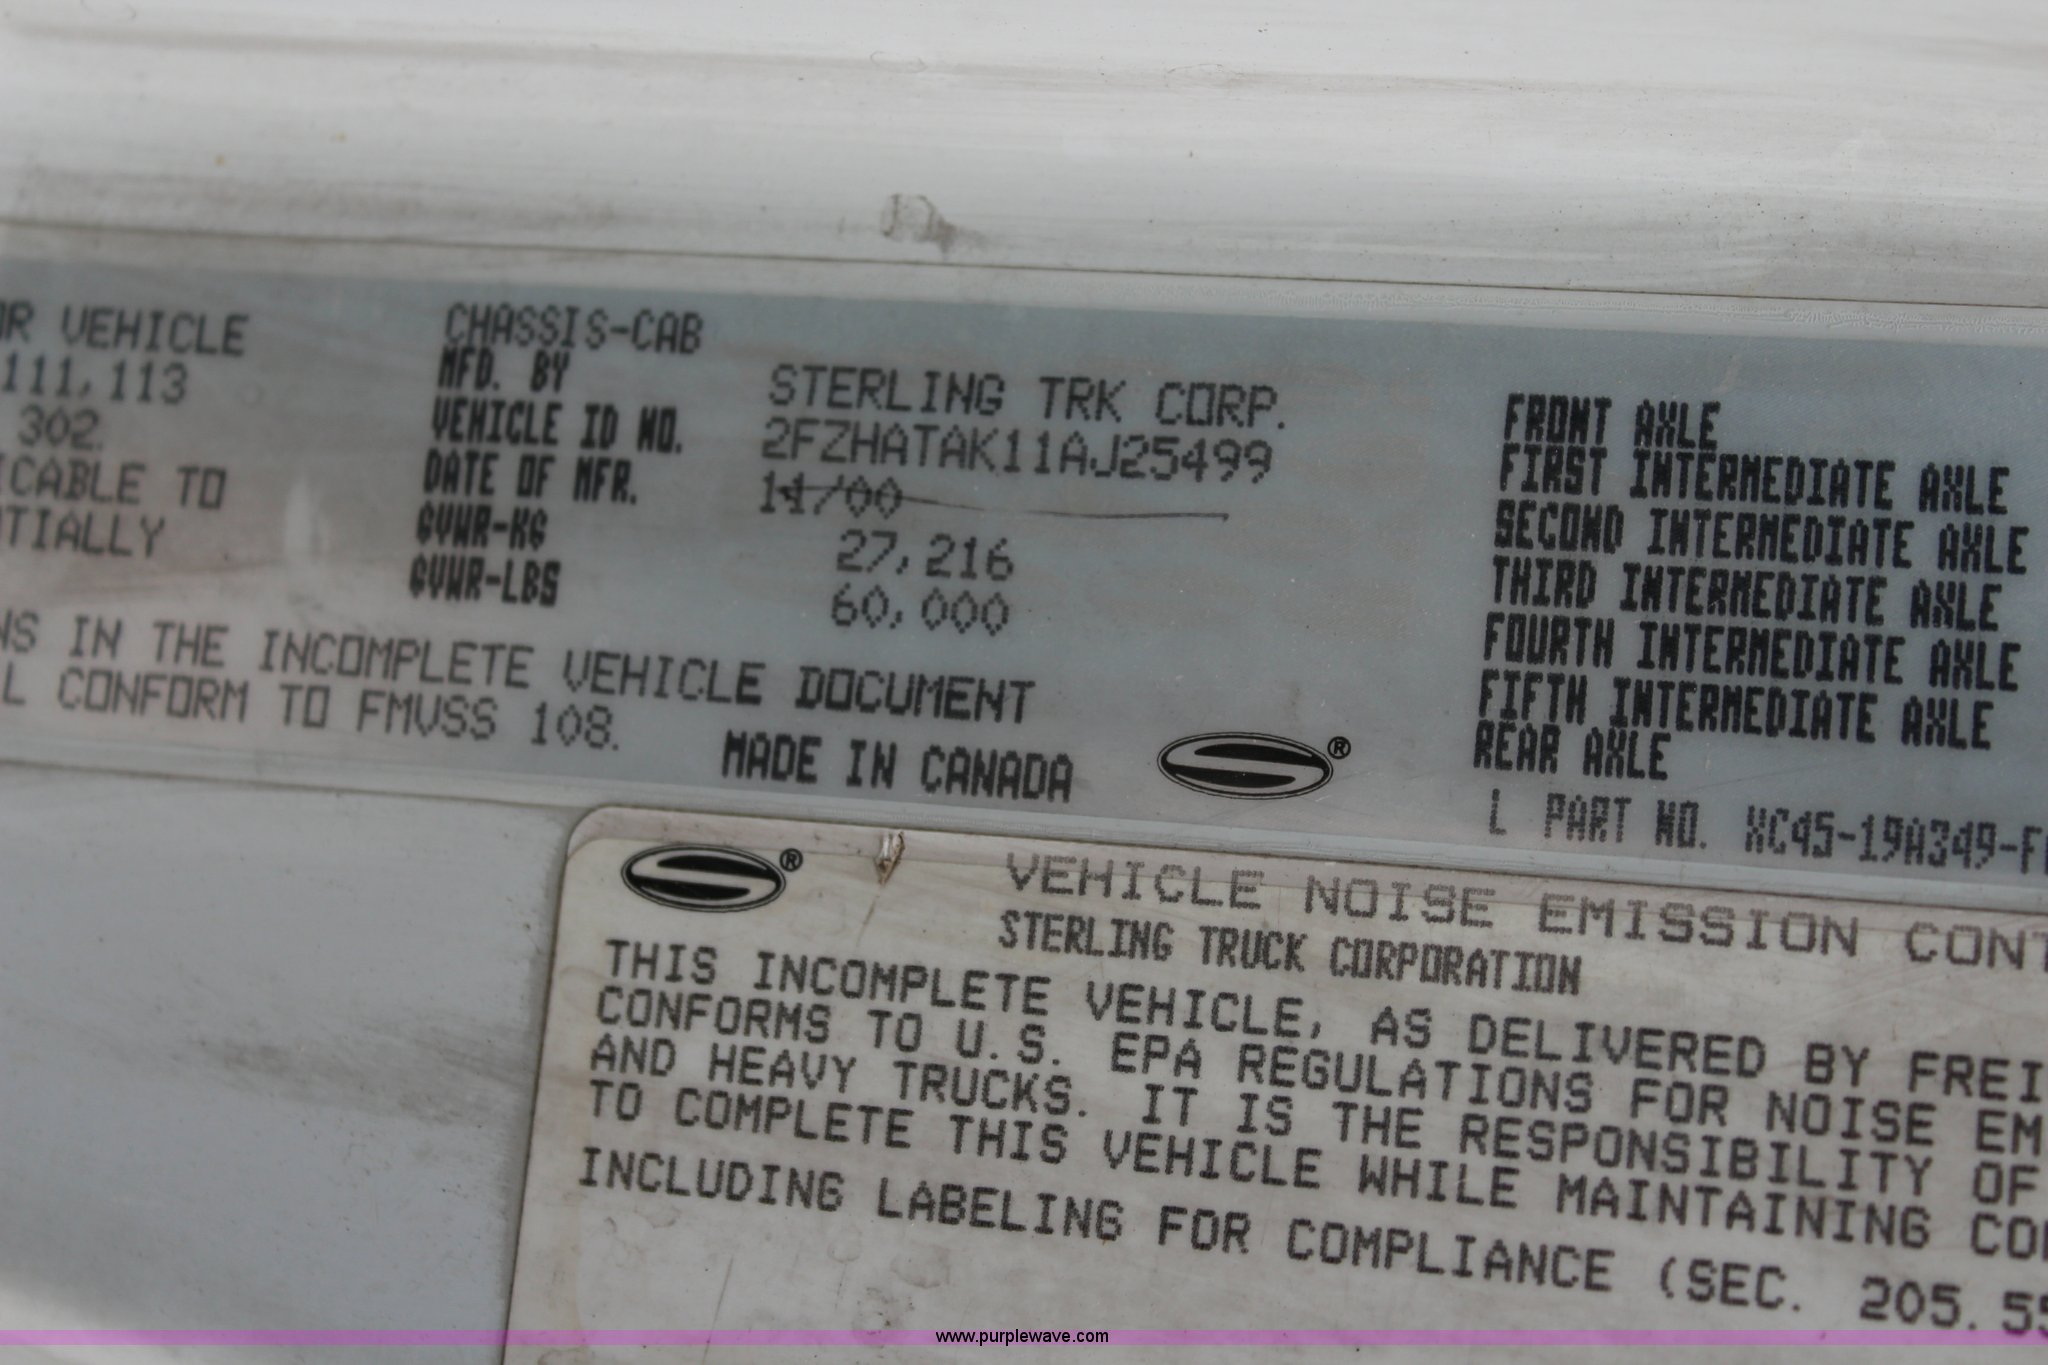 OR VEHICLE
111, 113
302.
ICABLE TO
NTIALLY
NS IN THE INCOMPLETE VEHICLE DOCUMENT
L CONFORM TO FMVSS 108.
CHASSIS-CAB
MFD. BY STERLING TRK CORP.
VEHICLE ID NO. 2FZHATAK11AJ25499
DATE OF MFR. 11/00
GVWR-KG 27,216
GVWR-LBS 60,000
MADE IN CANADA
®
FRONT AXLE
FIRST INTERMEDIATE AXLE
SECOND INTERMEDIATE AXLE
THIRD INTERMEDIATE AXLE
FOURTH INTERMEDIATE AXLE
FIFTH INTERMEDIATE AXLE
REAR AXLE
L PART NO. XC45-19A349-F
®
VEHICLE NOISE EMISSION CONT
STERLING TRUCK CORPORATION
THIS INCOMPLETE VEHICLE, AS DELIVERED BY FREI
CONFORMS TO U.S. EPA REGULATIONS FOR NOISE EM
AND HEAVY TRUCKS. IT IS THE RESPONSIBILITY OF
TO COMPLETE THIS VEHICLE WHILE MAINTAINING CO
INCLUDING LABELING FOR COMPLIANCE (SEC. 205.55
www.purplewave.com